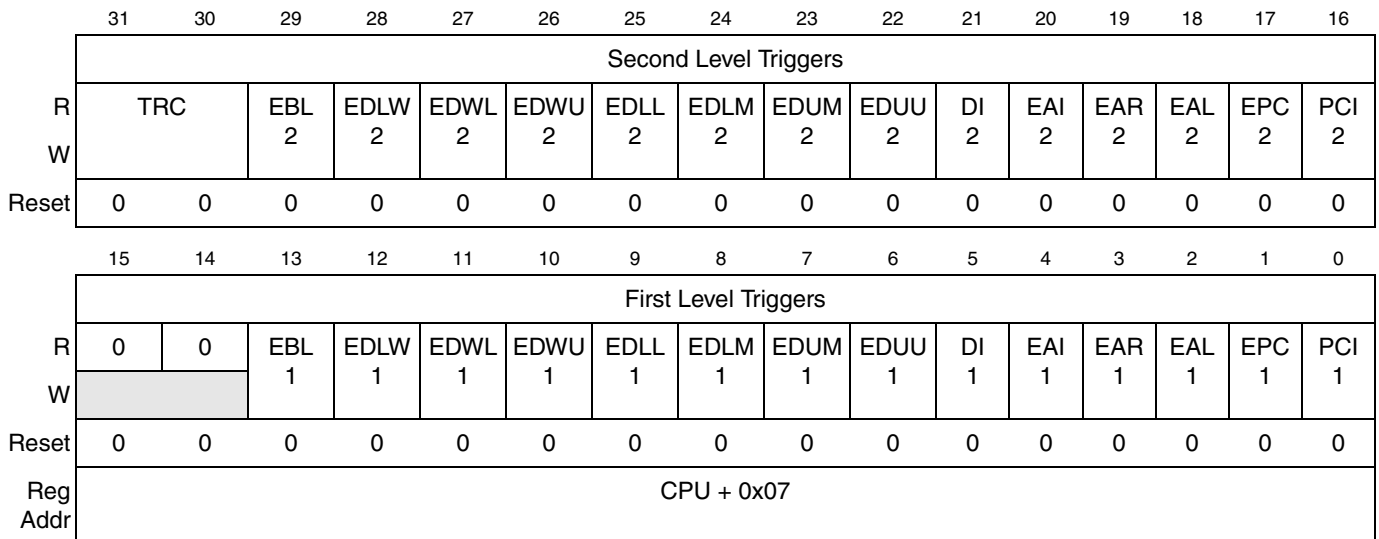 31 30 29 28 27 26 25 24 23 22 21 20 19 18 17 16
Second Level Triggers
R TRC EBL EDLW EDWL EDWU EDLL EDLM EDUM EDUU DI EAI EAR EAL EPC PCI
2 2 2 2 2 2 2 2 2 2 2 2 2 2
W
Reset 0 0 0 0 0 0 0 0 0 0 0 0 0 0 0 0
15 14 13 12 11 10 9 8 7 6 5 4 3 2 1 0
First Level Triggers
R 0 0 EBL EDLW EDWL EDWU EDLL EDLM EDUM EDUU DI EAI EAR EAL EPC PCI
1 1 1 1 1 1 1 1 1 1 1 1 1 1
W
Reset 0 0 0 0 0 0 0 0 0 0 0 0 0 0 0 0
Reg CPU + 0x07
Addr